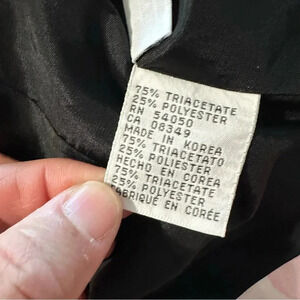 75% TRIACETATE
25% POLYESTER
RN 54050
CA 08349
MADE IN KOREA
75% TRIACETATO
25% POLIESTER
HECHO EN COREA
75% TRIACETATE
25% POLYESTER
FABRIQUÉ EN CORÉE